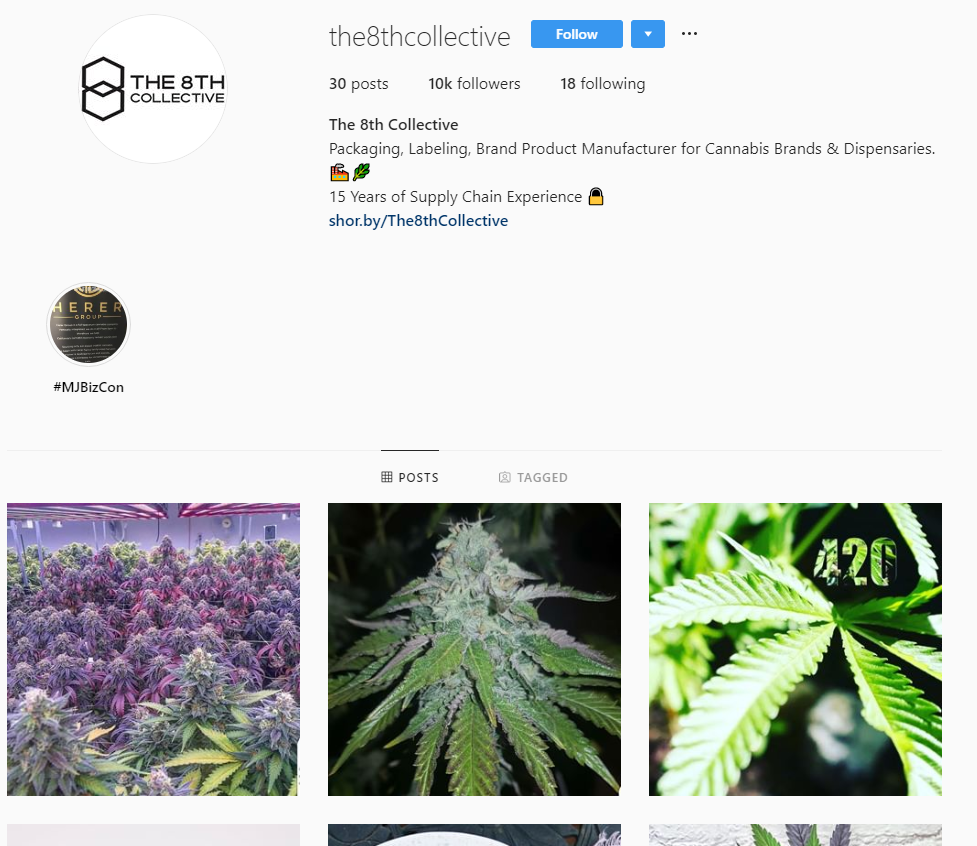 the8thcollective
Follow
30 posts 10k followers 18 following
THE 8TH
COLLECTIVE
The 8th Collective
Packaging, Labeling, Brand Product Manufacturer for Cannabis Brands & Dispensaries.
15 Years of Supply Chain Experience
shor.by/The8thCollective
HERER
GROUP
#MJBizCon
POSTS TAGGED
420